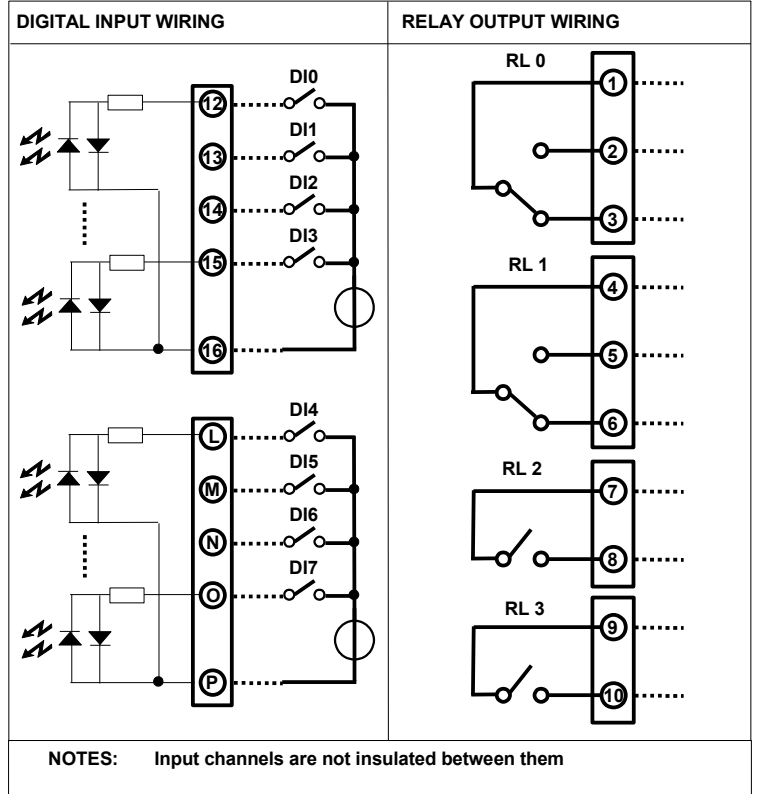 DIGITAL INPUT WIRING
DI0
12
DI1
13
DI2
14
DI3
15
16
DI4
L
DI5
M
DI6
N
DI7
O
P
RELAY OUTPUT WIRING
RL 0
1
2
3
RL 1
4
5
6
RL 2
7
8
RL 3
9
10
NOTES: Input channels are not insulated between them